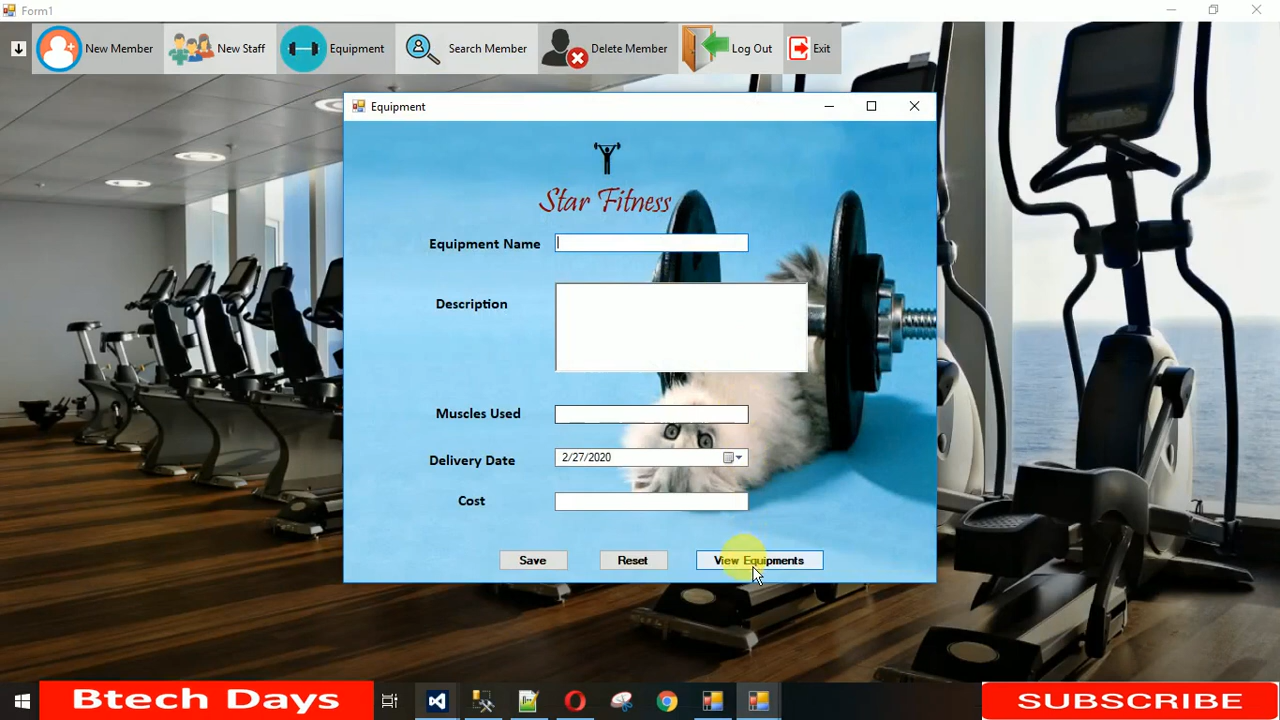 Form1
New Member
New Staff
Equipment
Search Member
Delete Member
Log Out
Exit
Equipment
Star Fitness
Equipment Name
Description
Muscles Used
Delivery Date
2/27/2020
Cost
Save
Reset
View Equipments
Btech Days
SUBSCRIBE